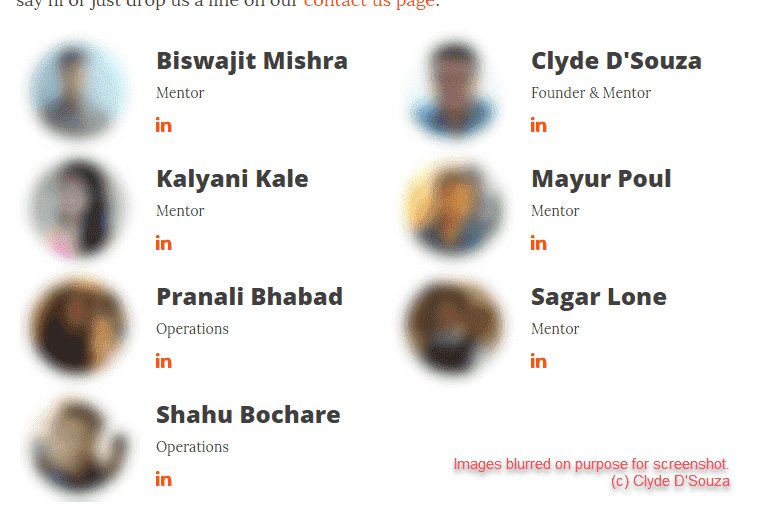 say hi or just drop us a line on our contact us page.
Biswajit Mishra
Mentor
in
Clyde D'Souza
Founder & Mentor
in
Kalyani Kale
Mentor
in
Mayur Poul
Mentor
in
Pranali Bhabad
Operations
in
Sagar Lone
Mentor
in
Shahu Bochare
Operations
in
Images blurred on purpose for screenshot.
(c) Clyde D'Souza